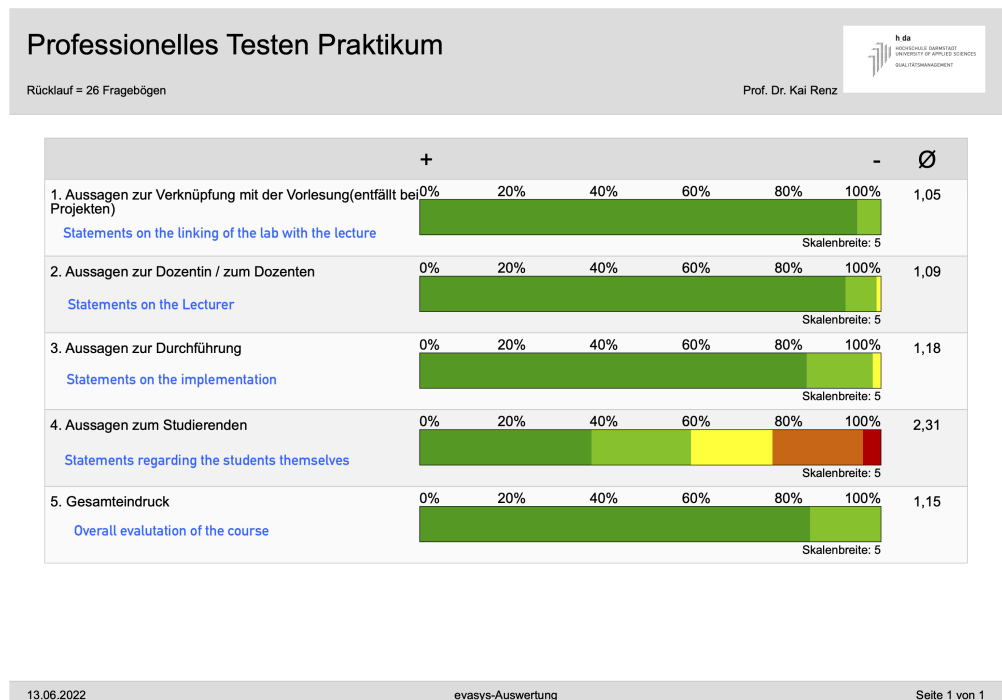 Professionelles Testen Praktikum
h da
HOCHSCHULE DARMSTADT
UNIVERSITY OF APPLIED SCIENCES
QUALITÄTSMANAGEMENT
Rücklauf = 26 Fragebögen
Prof. Dr. Kai Renz
+ - Ø
1. Aussagen zur Verknüpfung mit der Vorlesung(entfällt bei
Projekten)
0% 20% 40% 60% 80% 100%
1,05
Statements on the linking of the lab with the lecture
Skalenbreite: 5
2. Aussagen zur Dozentin / zum Dozenten
0% 20% 40% 60% 80% 100%
1,09
Statements on the Lecturer
Skalenbreite: 5
3. Aussagen zur Durchführung
0% 20% 40% 60% 80% 100%
1,18
Statements on the implementation
Skalenbreite: 5
4. Aussagen zum Studierenden
0% 20% 40% 60% 80% 100%
2,31
Statements regarding the students themselves
Skalenbreite: 5
5. Gesamteindruck
0% 20% 40% 60% 80% 100%
1,15
Overall evalutation of the course
Skalenbreite: 5
13.06.2022
evasys-Auswertung
Seite 1 von 1